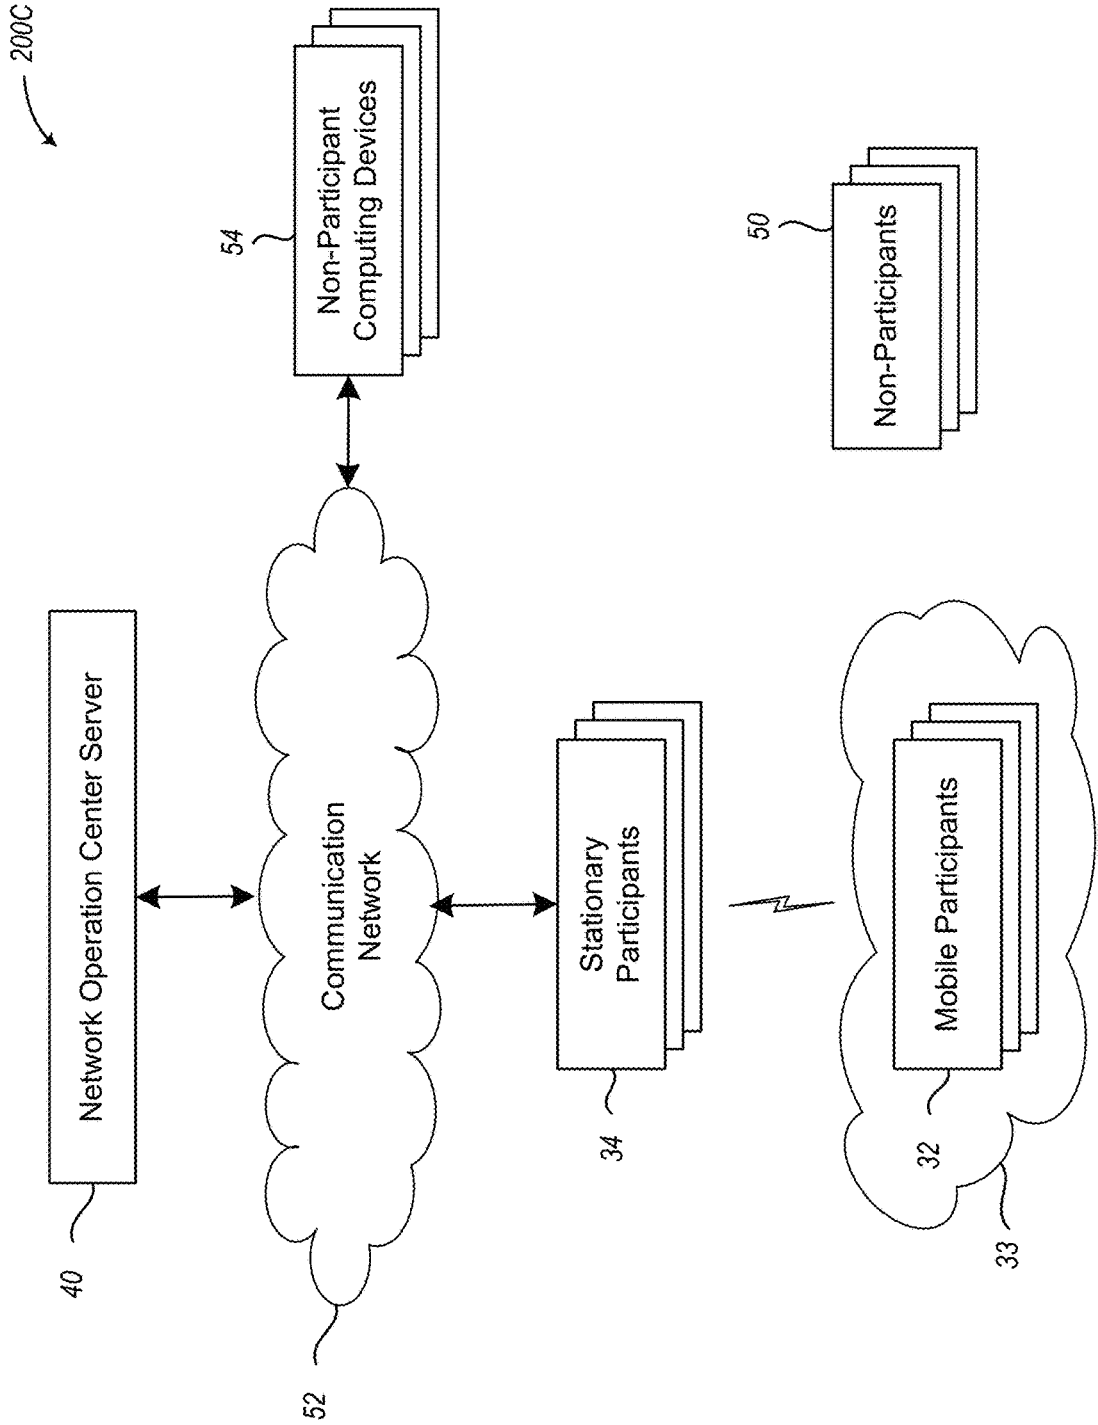 200C
40
Network Operation Center Server
52
Communication
Network
54
Non-Participant
Computing Devices
34
Stationary
Participants
50
Non-Participants
32
Mobile Participants
33